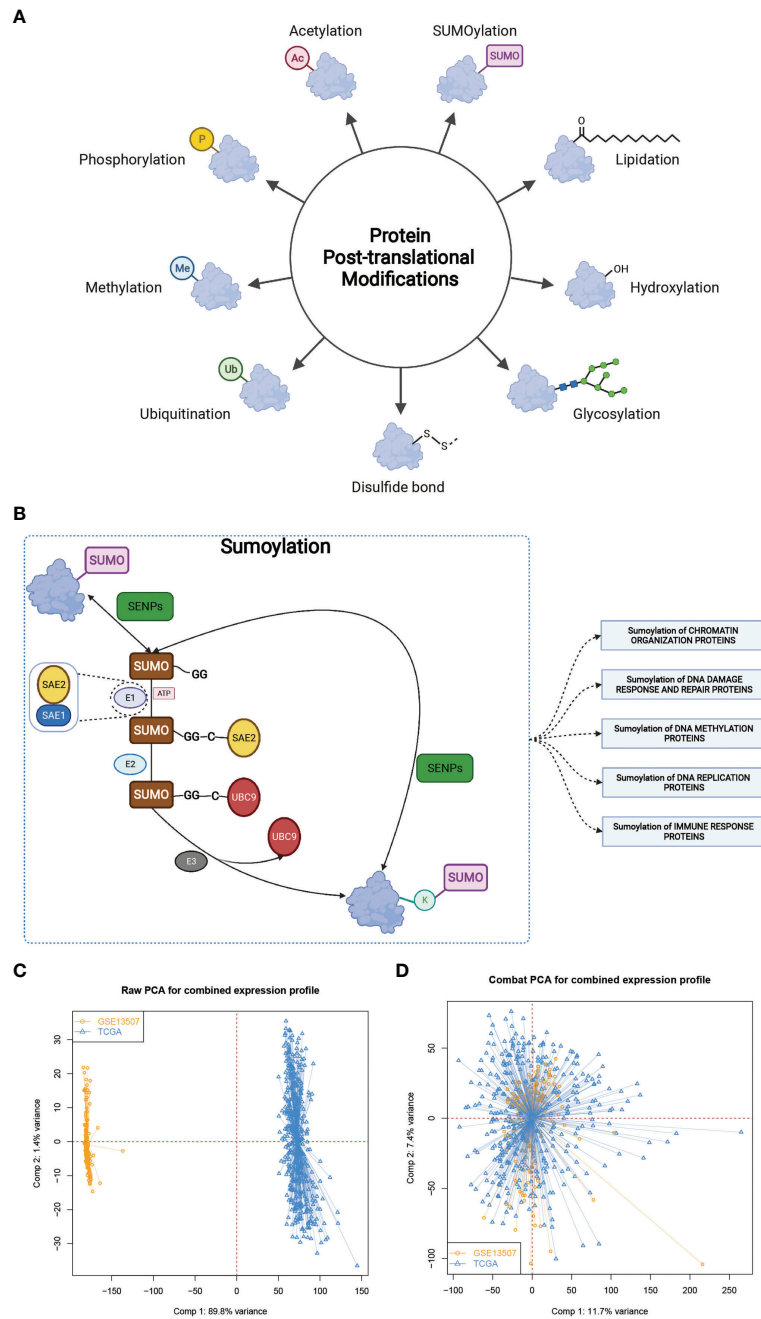 A
Acetylation
SUMOylation
Ac
SUMO
P
O
Phosphorylation
Lipidation
Protein
Post-translational
Modifications
Me
OH
Methylation
Hydroxylation
Ub
Ubiquitination
Glycosylation
S
S
Disulfide bond
B
Sumoylation
SUMO
SENPs
SUMO
GG
SAE2
SAE1
E1
ATP
SUMO
GG
C
SAE2
E2
SUMO
GG
C
UBC9
UBC9
E3
SENPs
SUMO
K
Sumoylation of CHROMATIN
ORGANIZATION PROTEINS
Sumoylation of DNA DAMAGE
RESPONSE AND REPAIR PROTEINS
Sumoylation of DNA METHYLATION
PROTEINS
Sumoylation of DNA REPLICATION
PROTEINS
Sumoylation of IMMUNE RESPONSE
PROTEINS
C
Raw PCA for combined expression profile
GSE13507
TCGA
30
20
10
0
−10
−20
−30
Comp 2: 1.4% variance
−150
−100
−50
0
50
100
150
Comp 1: 89.8% variance
D
Combat PCA for combined expression profile
50
0
−50
−100
Comp 2: 7.4% variance
GSE13507
TCGA
−100
−50
0
50
100
150
200
250
Comp 1: 11.7% variance